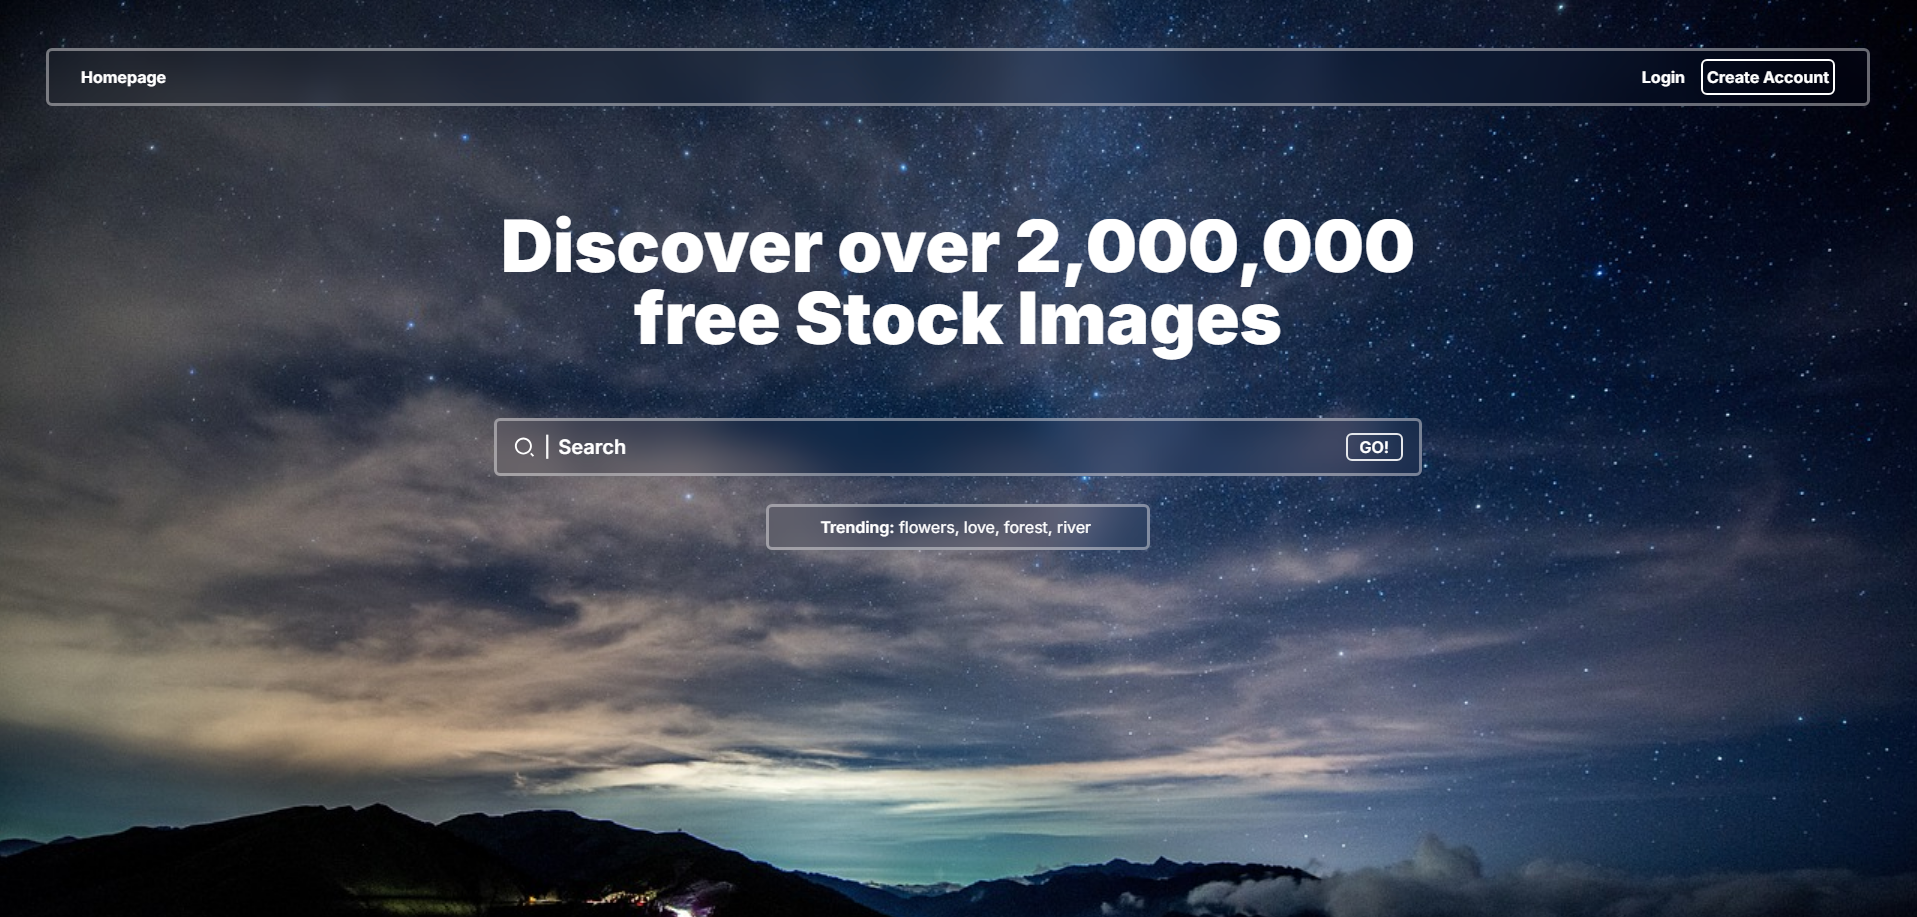 Homepage
Login
Create Account
Discover over 2,000,000
free Stock Images
| Search
GO!
Trending: flowers, love, forest, river